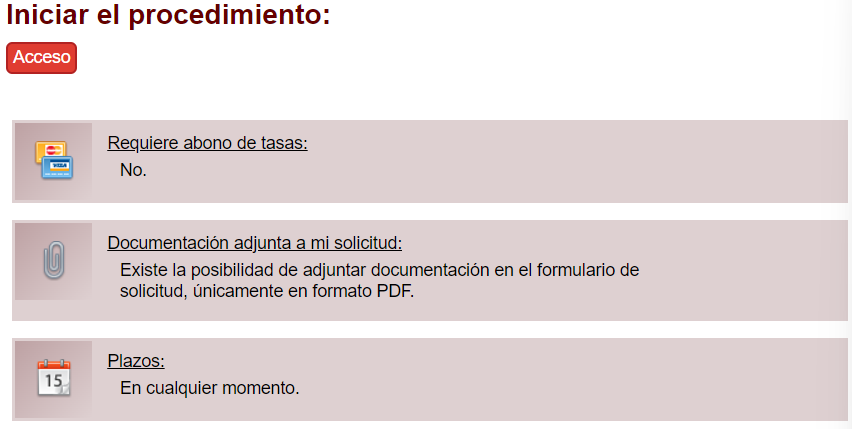 Iniciar el procedimiento:
Acceso
Requiere abono de tasas:
No.
VISA
Documentación adjunta a mi solicitud:
Existe la posibilidad de adjuntar documentación en el formulario de
solicitud, únicamente en formato PDF.
15
Plazos:
En cualquier momento.